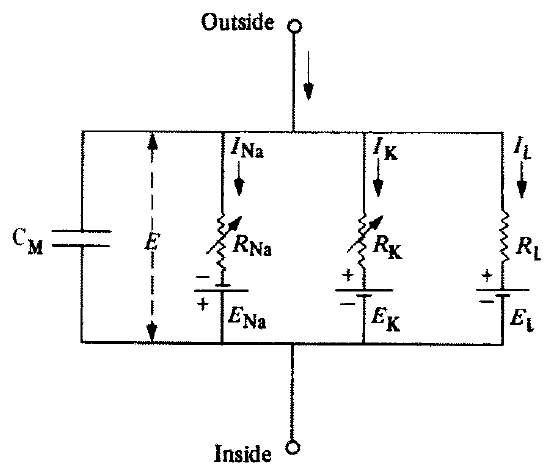 Outside
I_Na I_K I_L
C_M E R_Na R_K R_L
− + +
+ − −
E_Na E_K E_L
Inside